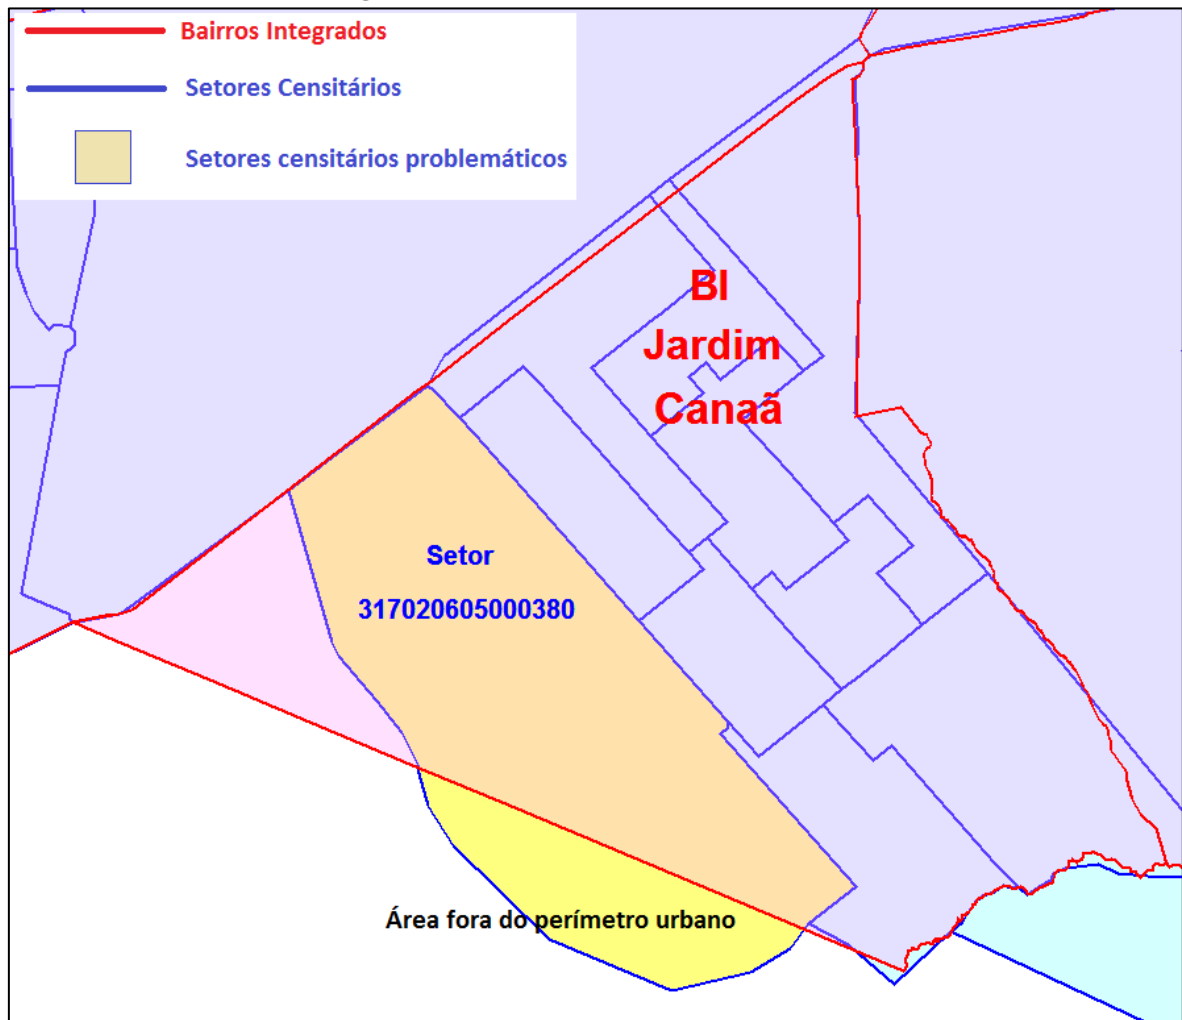 Bairros Integrados
Setores Censitários
Setores censitários problemáticos
BI
Jardim
Canaã
Setor
317020605000380
Área fora do perímetro urbano